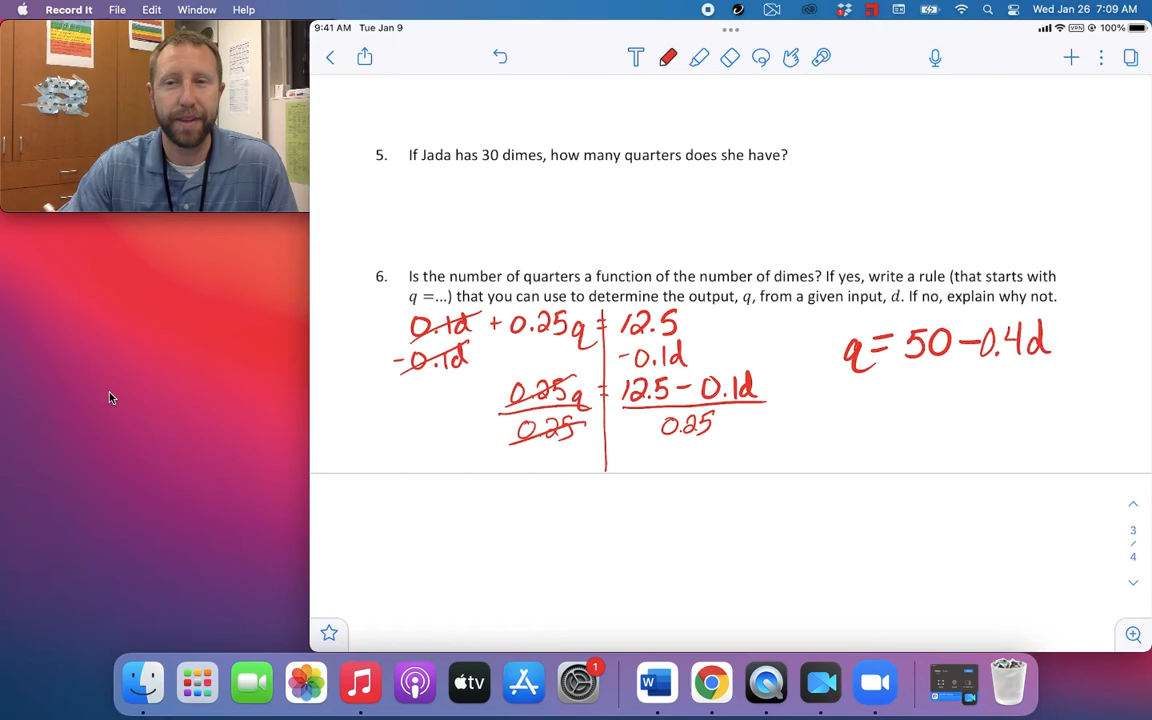 Record It File Edit Window Help
Wed Jan 26 7:09 AM
9:41 AM Tue Jan 9
VPN 100%
T
5. If Jada has 30 dimes, how many quarters does she have?
6. Is the number of quarters a function of the number of dimes? If yes, write a rule (that starts with
q =...) that you can use to determine the output, q, from a given input, d. If no, explain why not.
0.1d + 0.25q = 12.5
-0.1d -0.1d
0.25q = 12.5 - 0.1d
0.25 0.25
q = 50 - 0.4d
3
/
4
1
tv
W